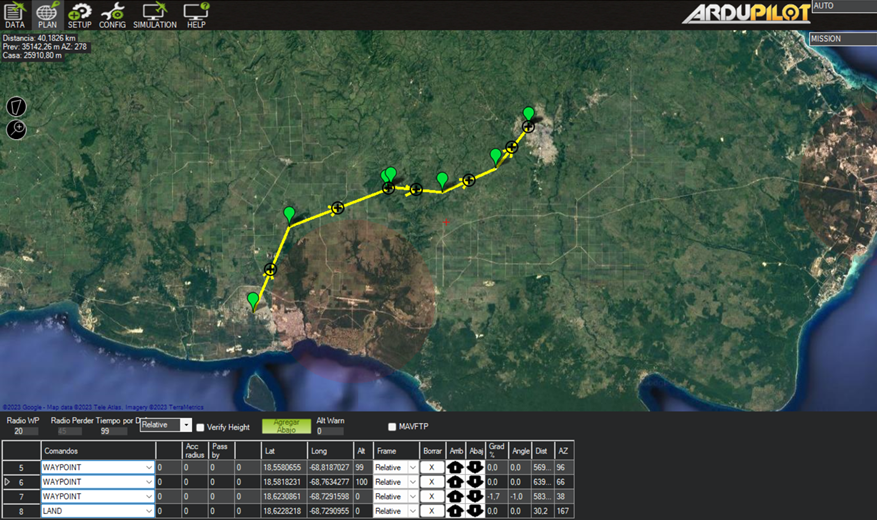 DATA PLAN SETUP CONFIG SIMULATION HELP ARDUPILOT AUTO
Distancia: 40,1826 km
Prev: 35142,26 m AZ: 278
Casa: 25910,80 m
MISSION
©2023 Google - Map data ©2023 Tele Atlas, Imagery ©2023 TerraMetrics
Radio WP Radio Perder Tiempo por D Relative Verify Height Agregar Abajo Alt Warn MAVFTP
20 45 99 0
Comandos Acc radius Pass by Lat Long Alt Frame Borrar Amb Abaj Grad % Angle Dist AZ
5 WAYPOINT 0 0 0 0 18,5580655 -68,8187027 99 Relative X 0,0 0,0 569... 96
6 WAYPOINT 0 0 0 0 18,5818231 -68,7634277 100 Relative X 0,0 0,0 639... 66
7 WAYPOINT 0 0 0 0 18,6230861 -68,7291598 0 Relative X -1,7 -1,0 583... 38
8 LAND 0 0 0 0 18,6228218 -68,7290955 0 Relative X 0,0 0,0 30,2 167